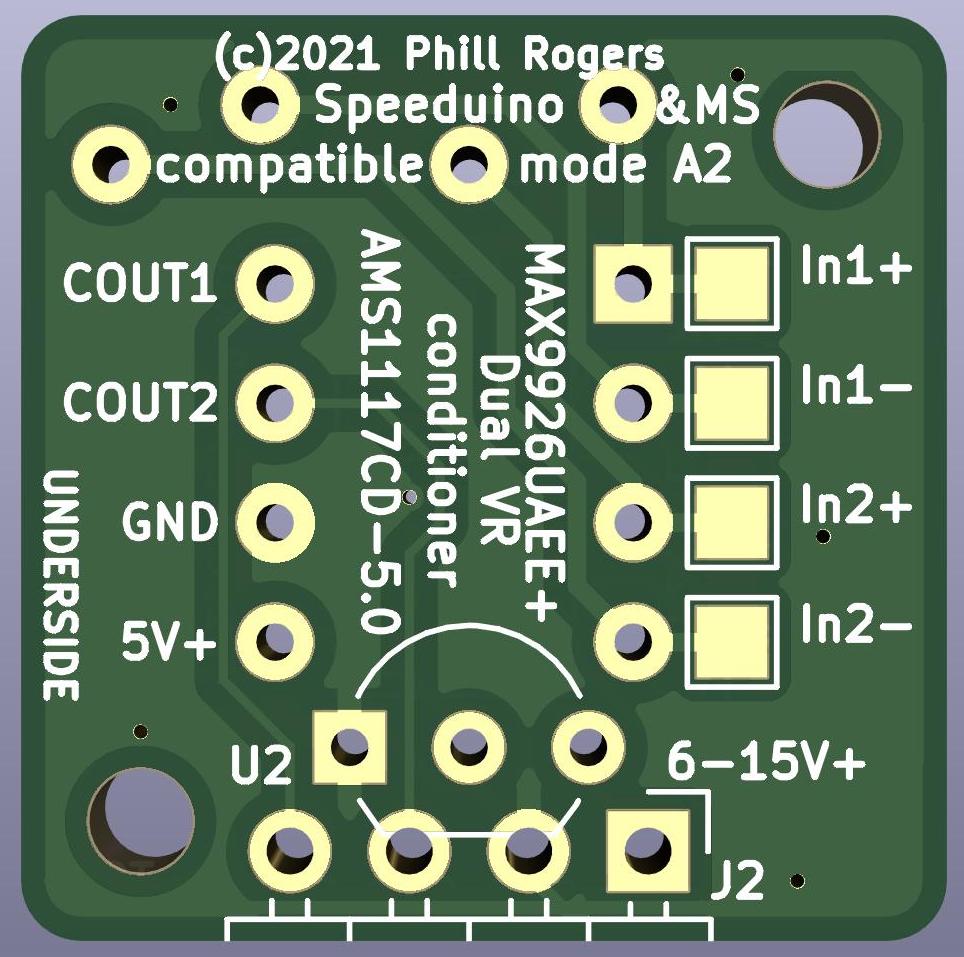 (c)2021 Phill Rogers
Speeduino &MS
compatible mode A2
COUT1
COUT2
GND
5V+
UNDERSIDE
AMS1117CD-5.0
conditioner
Dual VR
MAX9926UAEE+
In1+
In1-
In2+
In2-
U2
6-15V+
J2